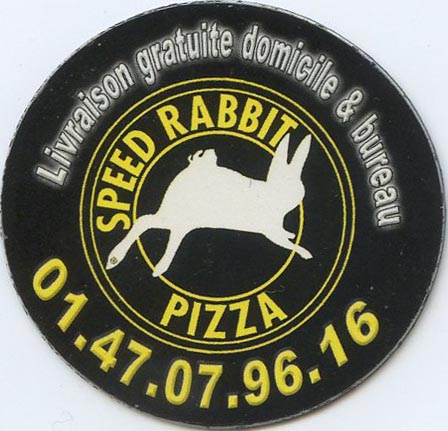 Livraison gratuite domicile & bureau
SPEED RABBIT
PIZZA
01.47.07.96.16